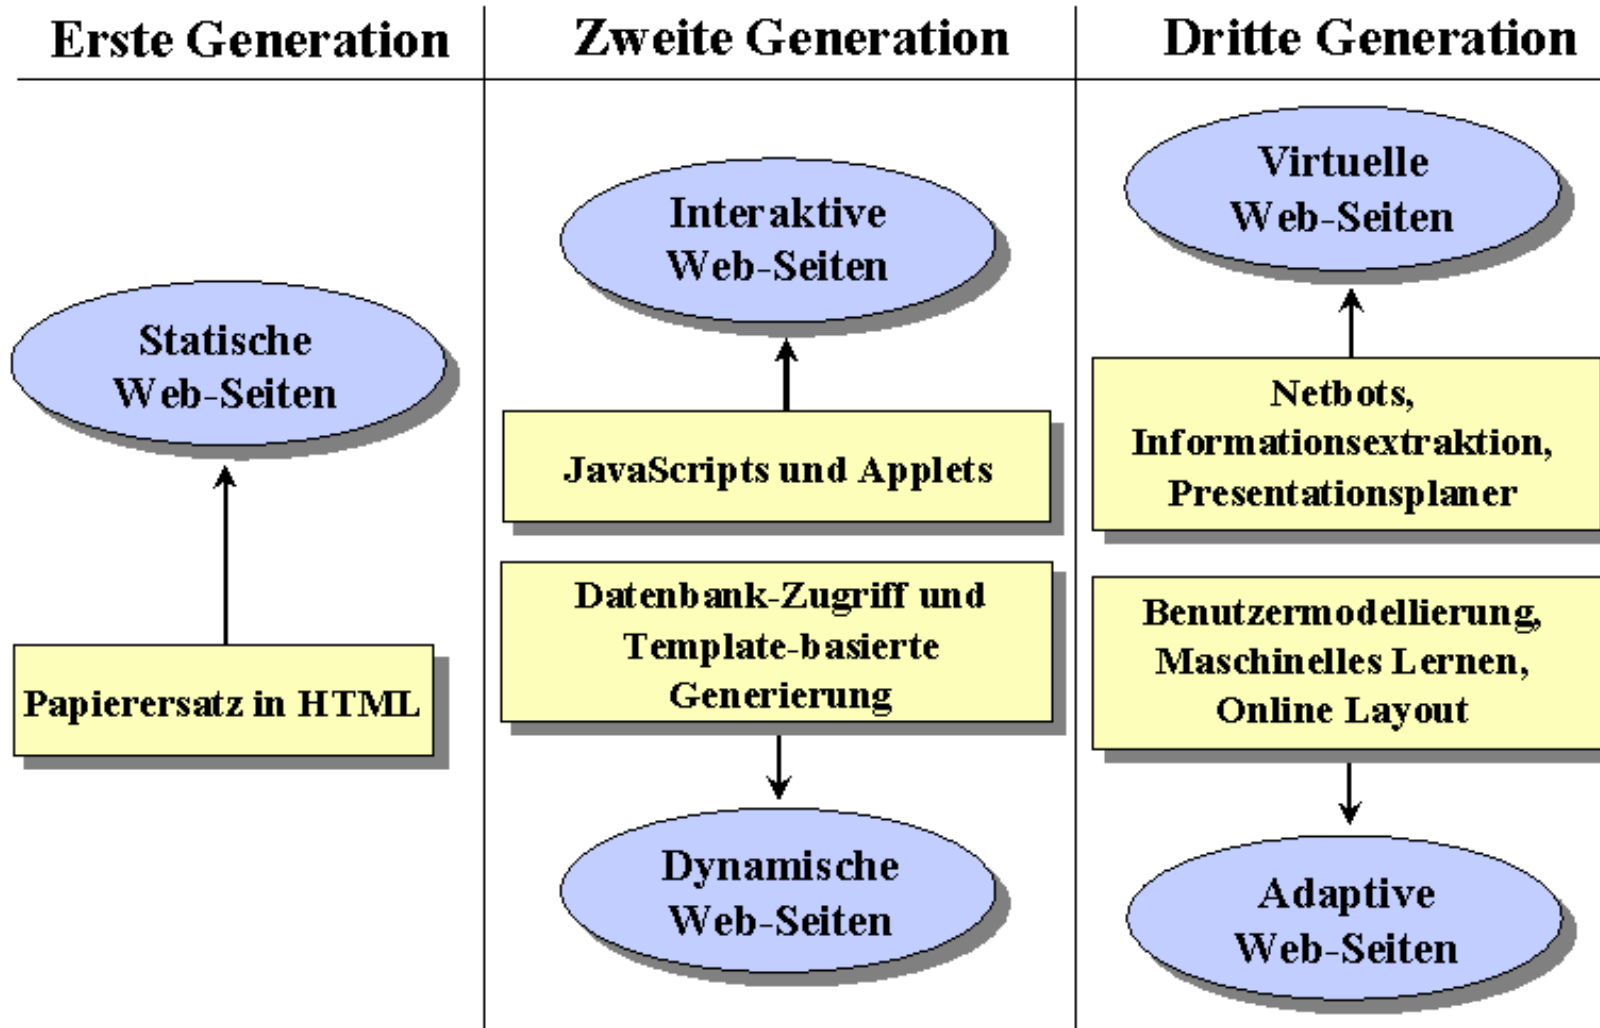 Erste Generation
Zweite Generation
Dritte Generation
Statische
Web-Seiten
Papierersatz in HTML
Interaktive
Web-Seiten
JavaScripts und Applets
Datenbank-Zugriff und
Template-basierte
Generierung
Dynamische
Web-Seiten
Virtuelle
Web-Seiten
Netbots,
Informationsextraktion,
Presentationsplaner
Benutzermodellierung,
Maschinelles Lernen,
Online Layout
Adaptive
Web-Seiten